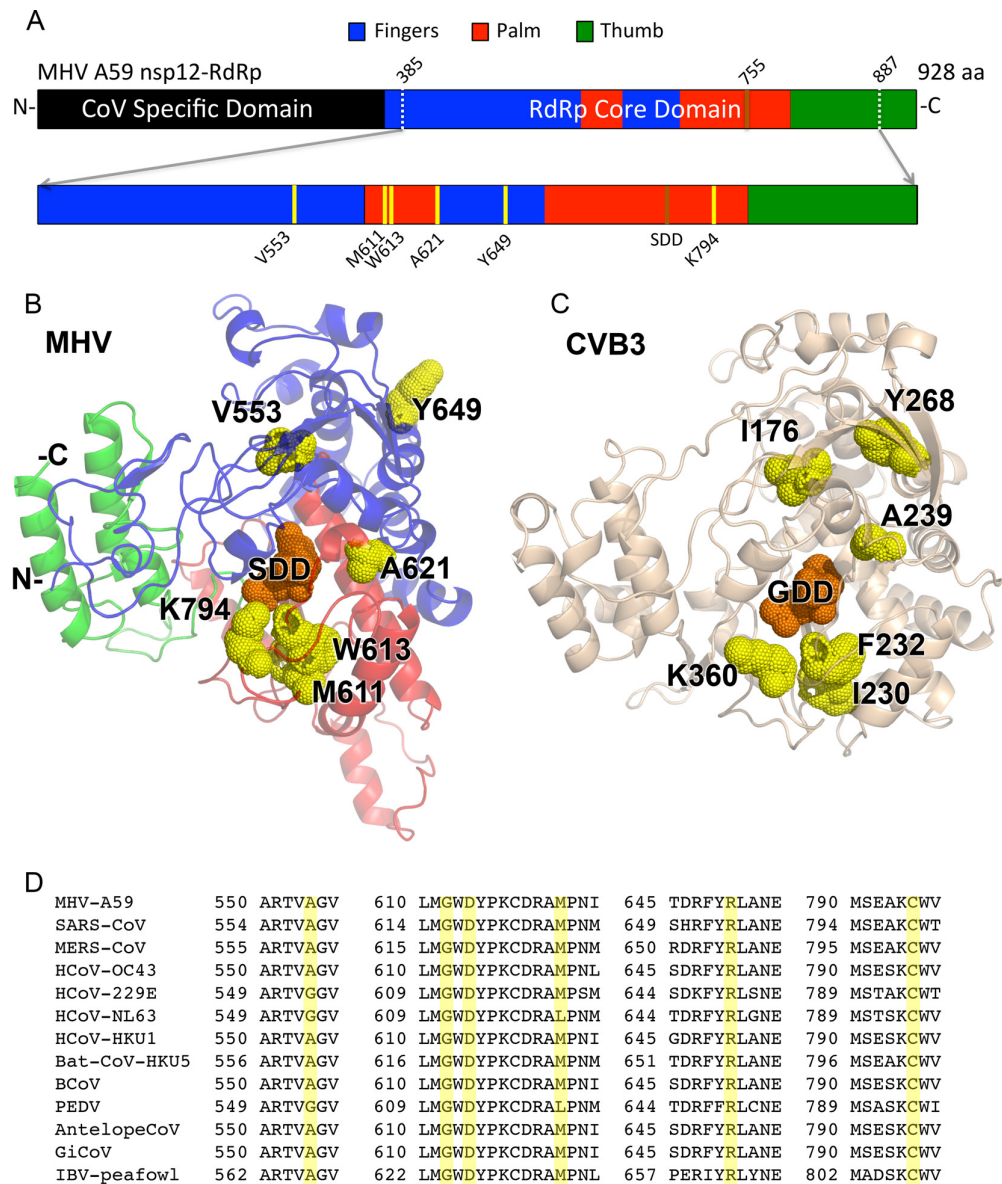 A
Fingers Palm Thumb
MHV A59 nsp12-RdRp 385 755 887 928 aa
N- CoV Specific Domain RdRp Core Domain -C
V553 M611 W613 A621 Y649 SDD K794
B
MHV
V553 Y649
-C
N-
SDD A621
K794
W613
M611
C
CVB3
I176 Y268
A239
GDD
K360 F232
I230
D
MHV-A59 550 ARTVAGV 610 LMGWDYPKCDRAMPNI 645 TDRFYRLANE 790 MSEAKCWV
SARS-CoV 554 ARTVAGV 614 LMGWDYPKCDRAMPNM 649 SHRFYRLANE 794 MSEAKCWT
MERS-CoV 555 ARTVAGV 615 LMGWDYPKCDRAMPNM 650 RDRFYRLANE 795 MSEAKCWV
HCoV-OC43 550 ARTVAGV 610 LMGWDYPKCDRAMPNL 645 SDRFYRLANE 790 MSESKCWV
HCoV-229E 549 ARTVGGV 609 LMGWDYPKCDRAMPSM 644 SDKFYRLSNE 789 MSTAKCWT
HCoV-NL63 549 ARTVGGV 609 LMGWDYPKCDRALPNM 644 TDRFYRLGNE 789 MSTSKCWT
HCoV-HKU1 550 ARTVAGV 610 LMGWDYPKCDRAMPNI 645 GDRFYRLANE 790 MSESKCWV
Bat-CoV-HKU5 556 ARTVAGV 616 LMGWDYPKCDRAMPNM 651 TDRFYRLANE 796 MSEAKCWV
BCoV 550 ARTVAGV 610 LMGWDYPKCDRAMPNI 645 SDRFYRLANE 790 MSESKCWV
PEDV 549 ARTVGGV 609 LMGWDYPKCDRALPNM 644 TDRFFRLCNE 789 MSASKCWI
AntelopeCoV 550 ARTVAGV 610 LMGWDYPKCDRAMPNI 645 SDRFYRLANE 790 MSESKCWV
GiCoV 550 ARTVAGV 610 LMGWDYPKCDRAMPNI 645 SDRFYRLANE 790 MSESKCWV
IBV-peafowl 562 ARTVAGV 622 LMGWDYPKCDRAMPNL 657 PERIYRLANE 802 MADSKCWV